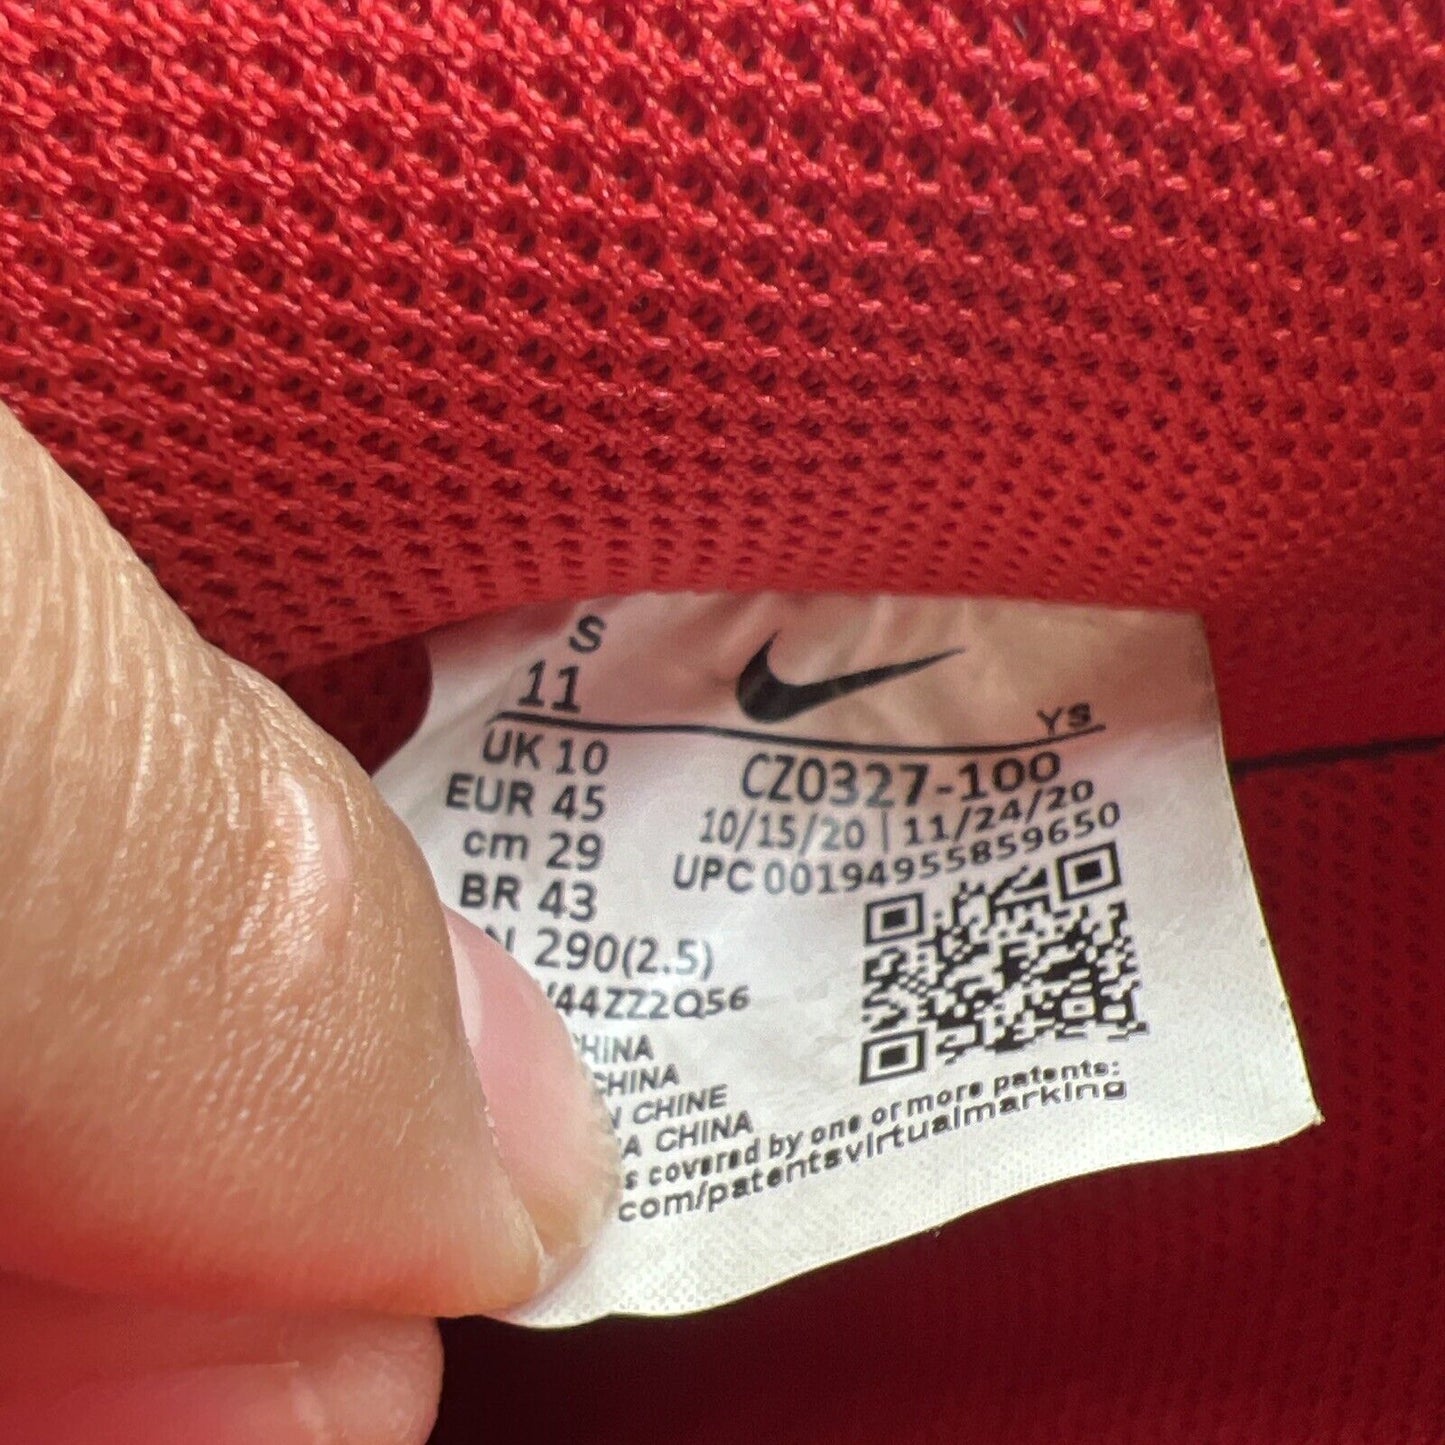 S
11
YS
UK 10
EUR 45
cm 29
BR 43
290(2.5)
44ZZ2Q56
CZ0327-100
10/15/20 | 11/24/20
UPC 00194955859650
CHINA
CHINA
CHINE
CHINA
covered by one or more patents:
com/patentsvirtualmarking